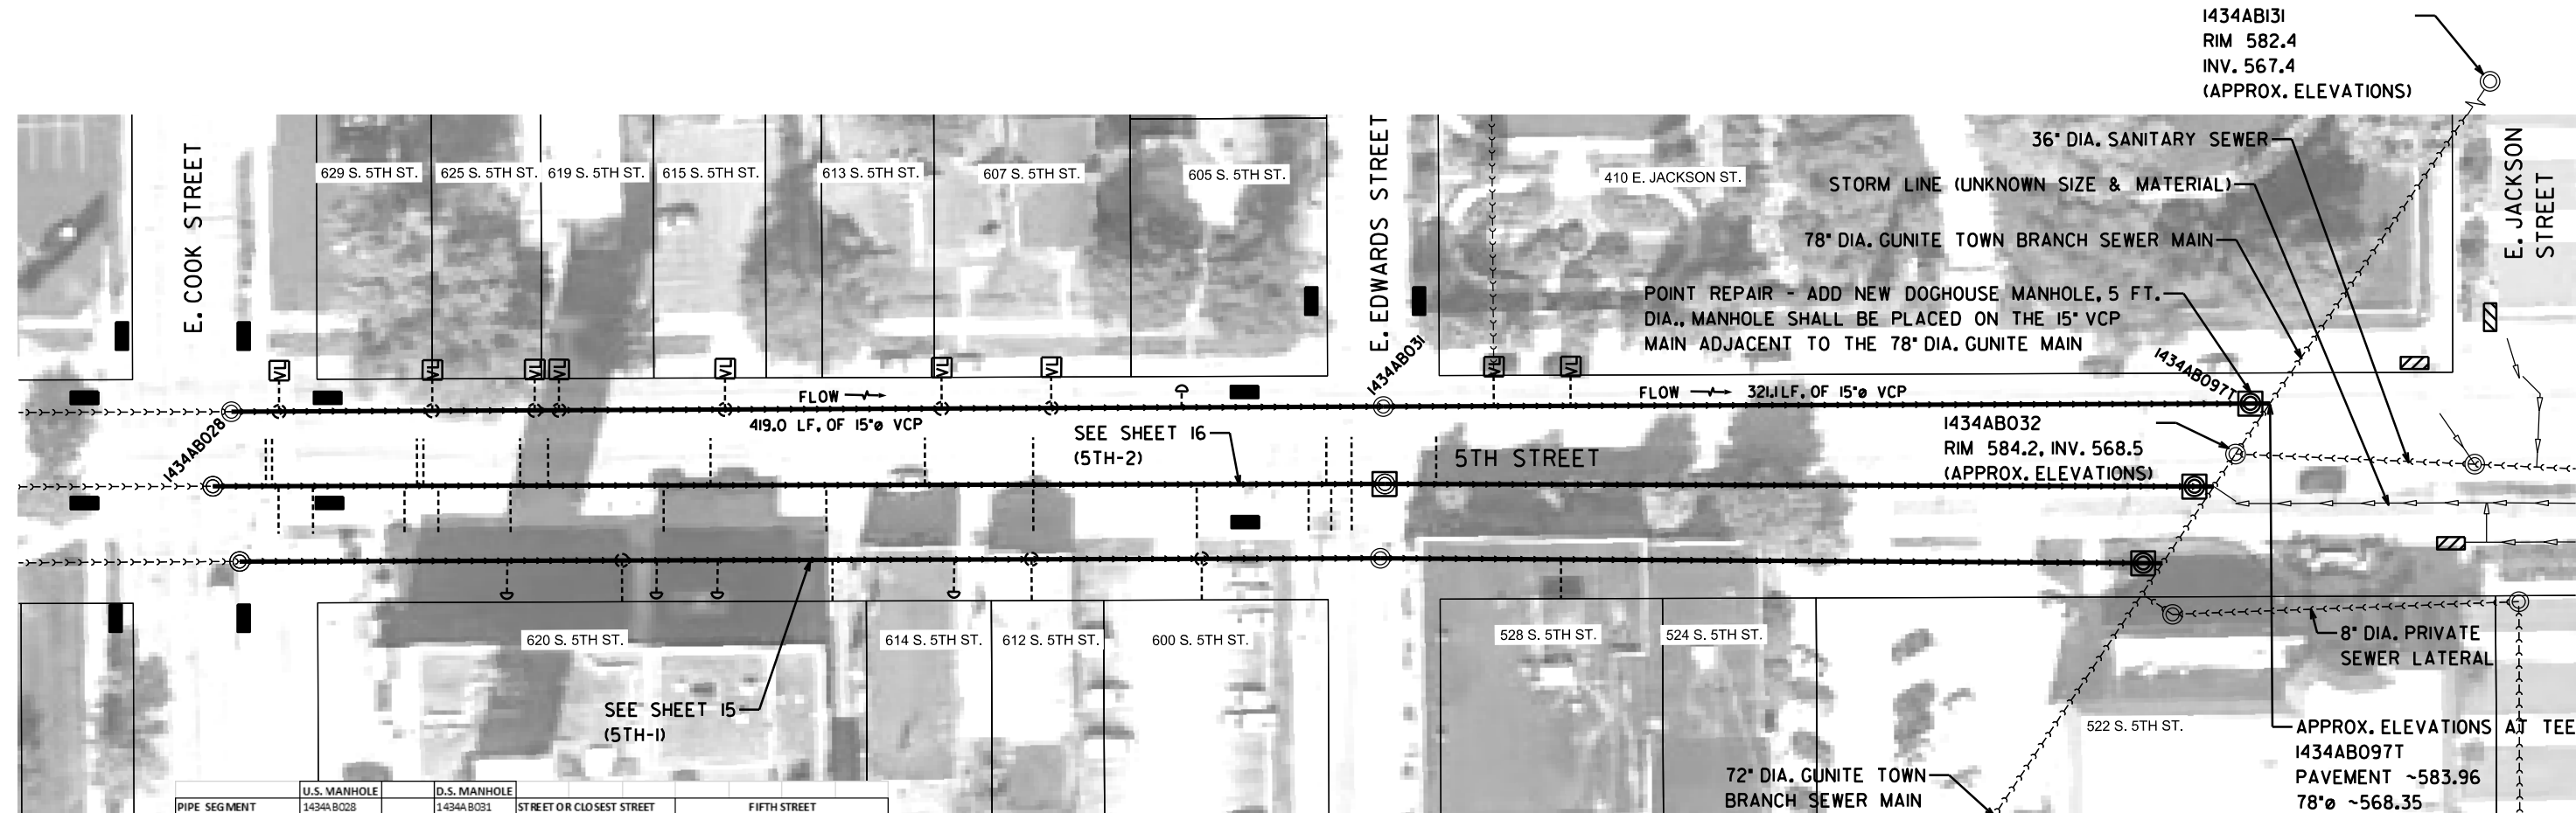 1434AB131
RIM 582.4
INV. 567.4
(APPROX. ELEVATIONS)
36" DIA. SANITARY SEWER
STORM LINE (UNKNOWN SIZE & MATERIAL)
78" DIA. GUNITE TOWN BRANCH SEWER MAIN
POINT REPAIR - ADD NEW DOGHOUSE MANHOLE, 5 FT.
DIA., MANHOLE SHALL BE PLACED ON THE 15" VCP
MAIN ADJACENT TO THE 78" DIA. GUNITE MAIN
E. COOK STREET
E. EDWARDS STREET
E. JACKSON
STREET
629 S. 5TH ST.
625 S. 5TH ST.
619 S. 5TH ST.
615 S. 5TH ST.
613 S. 5TH ST.
607 S. 5TH ST.
605 S. 5TH ST.
410 E. JACKSON ST.
VL
VL
VL
VL
VL
VL
VL
VL
VL
1434AB028
1434AB031
1434AB097T
FLOW
419.0 LF. OF 15"ø VCP
FLOW
321.1 LF. OF 15"ø VCP
SEE SHEET 16
(5TH-2)
5TH STREET
1434AB032
RIM 584.2, INV. 568.5
(APPROX. ELEVATIONS)
620 S. 5TH ST.
614 S. 5TH ST.
612 S. 5TH ST.
600 S. 5TH ST.
528 S. 5TH ST.
524 S. 5TH ST.
522 S. 5TH ST.
8" DIA. PRIVATE
SEWER LATERAL
SEE SHEET 15
(5TH-1)
72" DIA. GUNITE TOWN
BRANCH SEWER MAIN
APPROX. ELEVATIONS AT TEE
1434AB097T
PAVEMENT ~583.96
78"ø ~568.35
U.S. MANHOLE D.S. MANHOLE
PIPE SEGMENT 1434AB028 1434AB031 STREET OR CLOSEST STREET FIFTH STREET